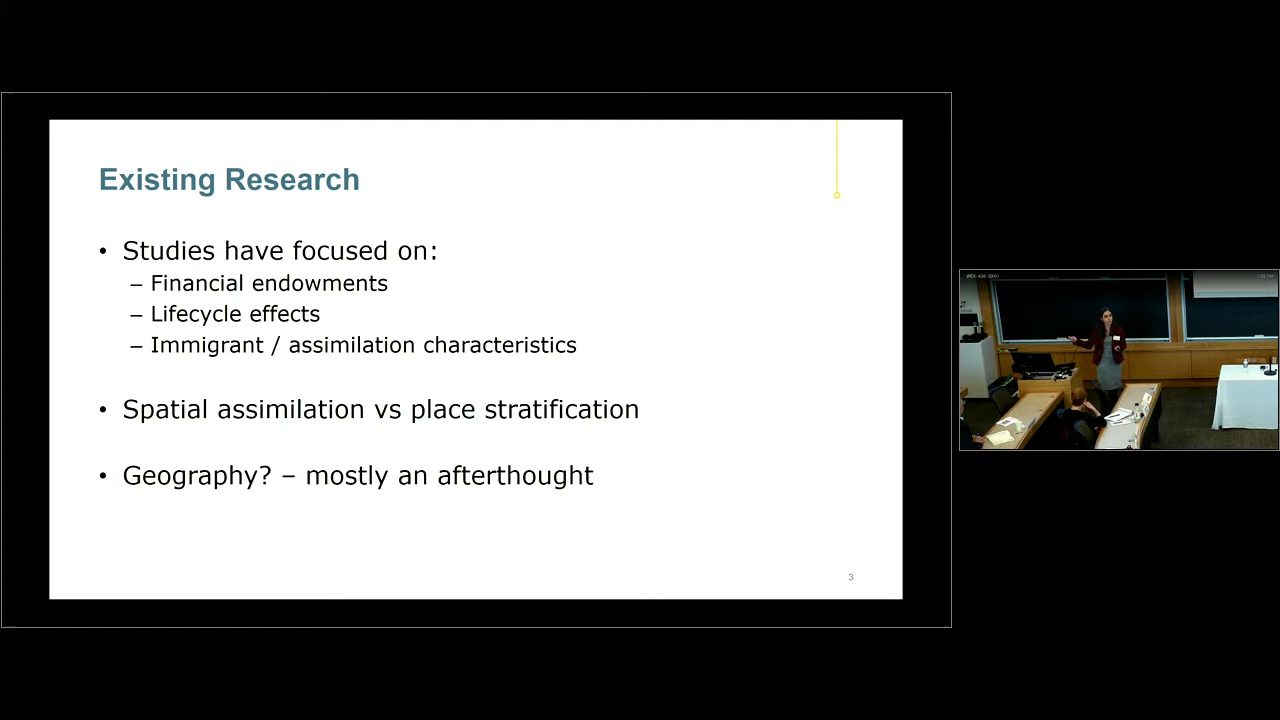 Existing Research
• Studies have focused on:
– Financial endowments
– Lifecycle effects
– Immigrant / assimilation characteristics
• Spatial assimilation vs place stratification
• Geography? – mostly an afterthought
3